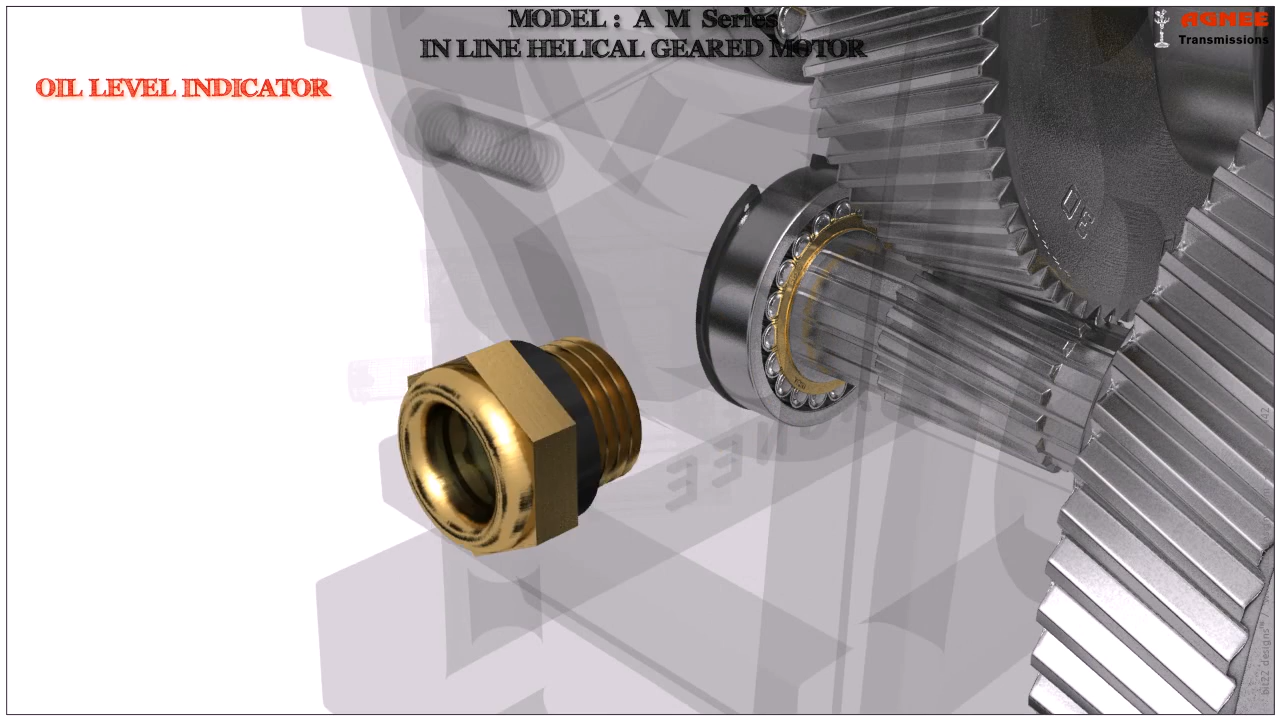 MODEL : A M Series
IN LINE HELICAL GEARED MOTOR
AGNEE
Transmissions
OIL LEVEL INDICATOR